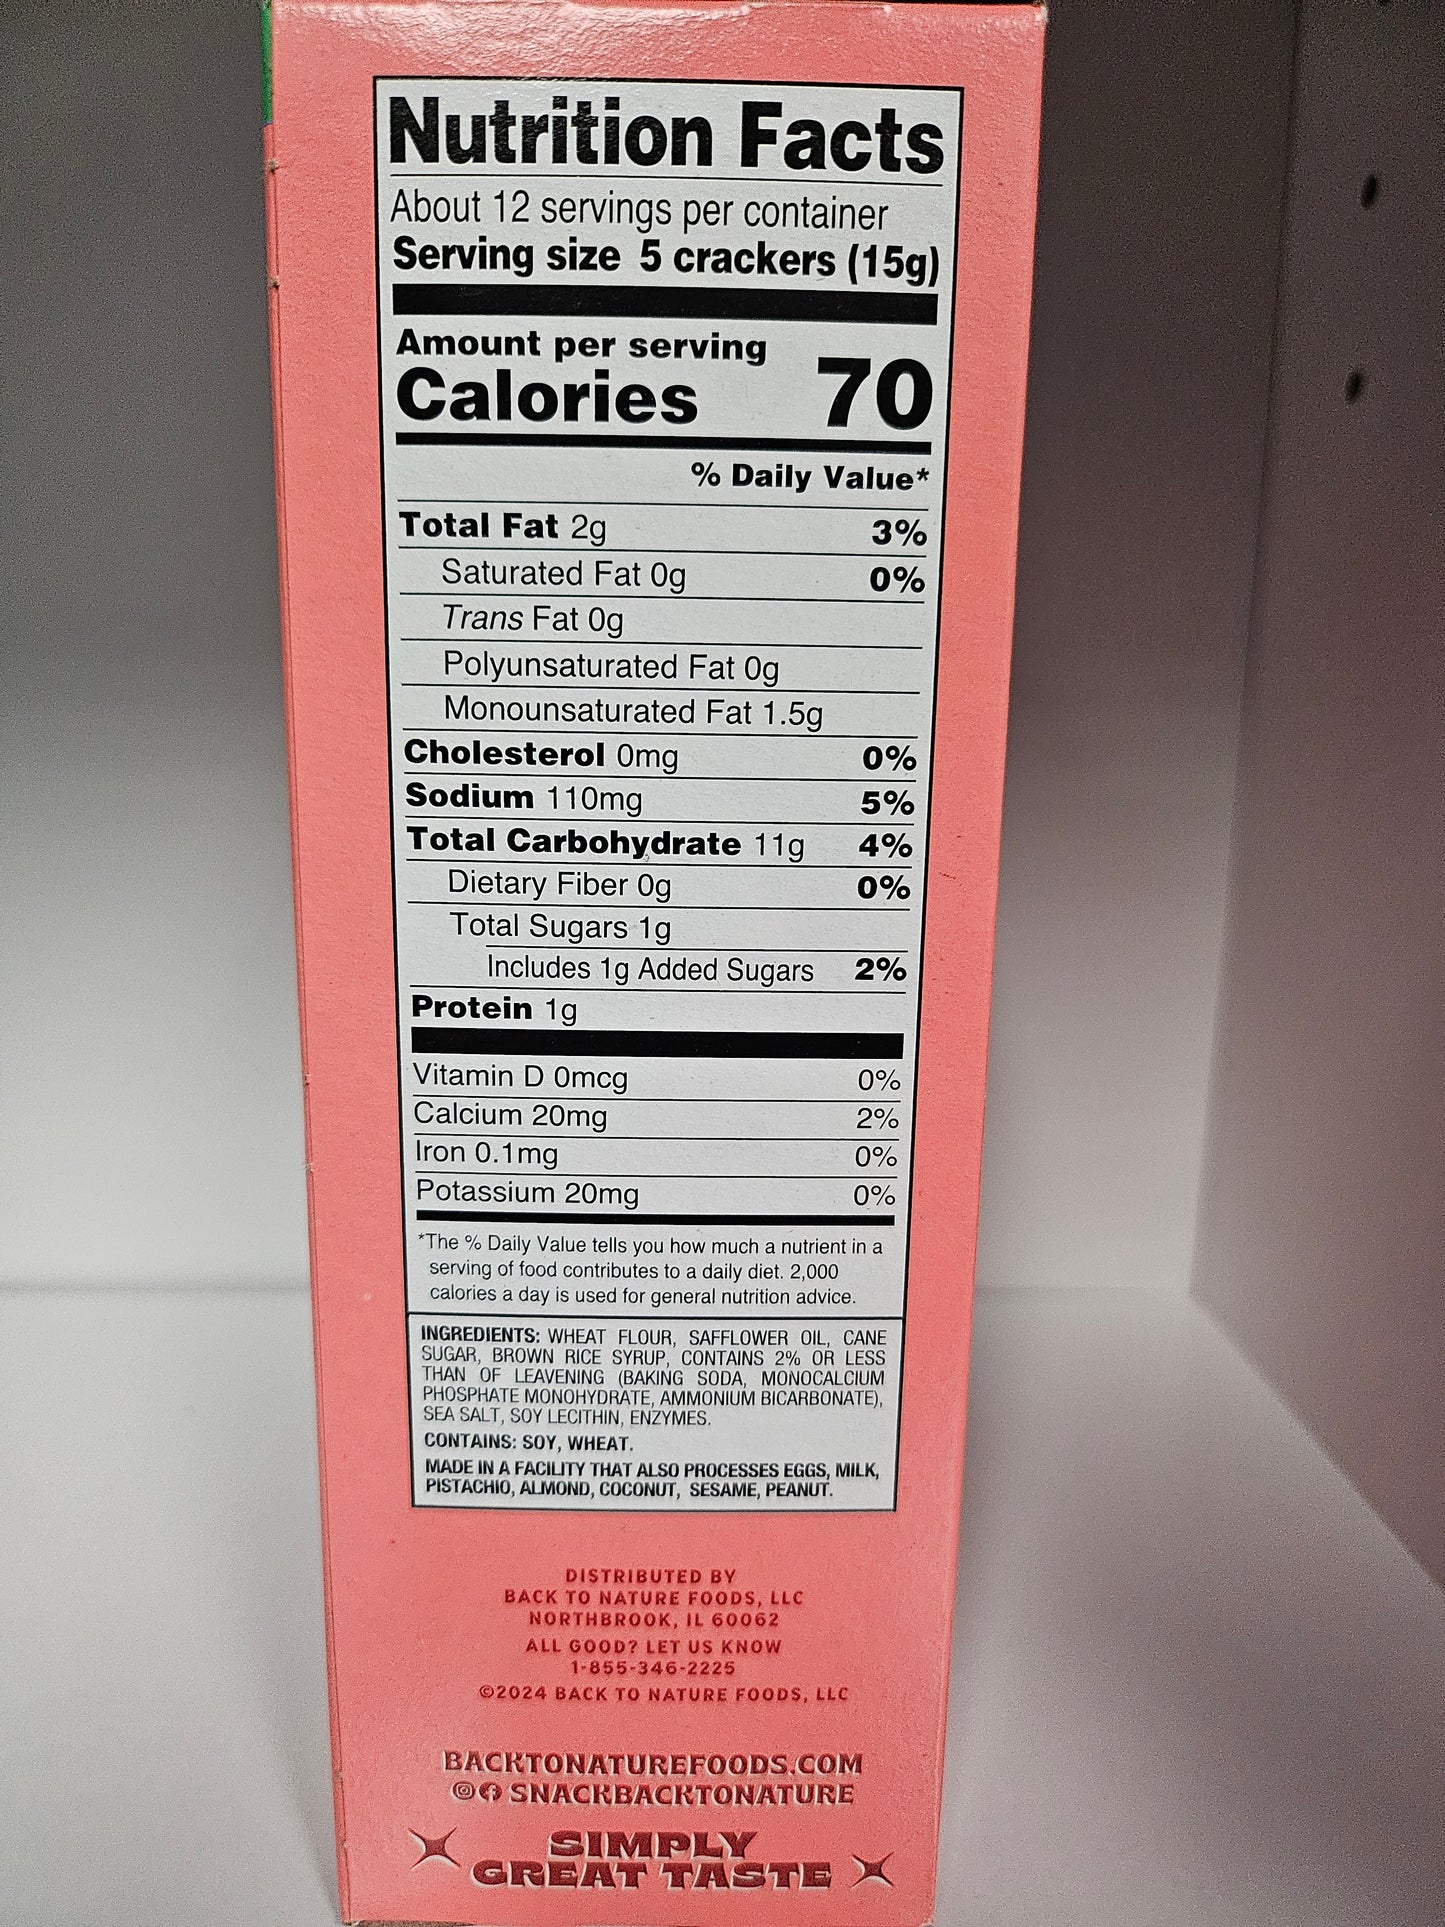 Nutrition Facts
About 12 servings per container
Serving size 5 crackers (15g)
Amount per serving
Calories 70
% Daily Value*
Total Fat 2g 3%
Saturated Fat 0g 0%
Trans Fat 0g
Polyunsaturated Fat 0g
Monounsaturated Fat 1.5g
Cholesterol 0mg 0%
Sodium 110mg 5%
Total Carbohydrate 11g 4%
Dietary Fiber 0g 0%
Total Sugars 1g
Includes 1g Added Sugars 2%
Protein 1g
Vitamin D 0mcg 0%
Calcium 20mg 2%
Iron 0.1mg 0%
Potassium 20mg 0%
*The % Daily Value tells you how much a nutrient in a
serving of food contributes to a daily diet. 2,000
calories a day is used for general nutrition advice.
INGREDIENTS: WHEAT FLOUR, SAFFLOWER OIL, CANE
SUGAR, BROWN RICE SYRUP, CONTAINS 2% OR LESS
THAN OF LEAVENING (BAKING SODA, MONOCALCIUM
PHOSPHATE MONOHYDRATE, AMMONIUM BICARBONATE),
SEA SALT, SOY LECITHIN, ENZYMES.
CONTAINS: SOY, WHEAT.
MADE IN A FACILITY THAT ALSO PROCESSES EGGS, MILK,
PISTACHIO, ALMOND, COCONUT, SESAME, PEANUT.
DISTRIBUTED BY
BACK TO NATURE FOODS, LLC
NORTHBROOK, IL 60062
ALL GOOD? LET US KNOW
1-855-346-2225
©2024 BACK TO NATURE FOODS, LLC
BACKTONATUREFOODS.COM
SNACKBACKTONATURE
SIMPLY
GREAT TASTE